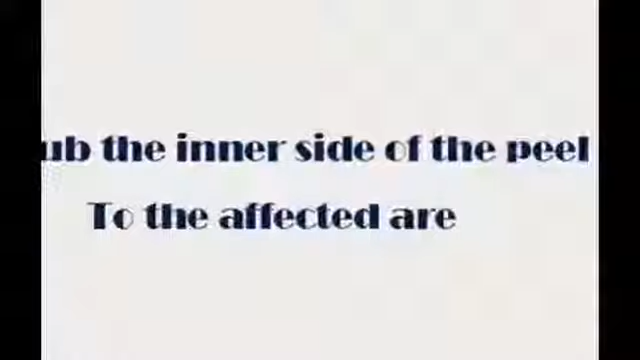 ub the inner side of the peel
To the affected are